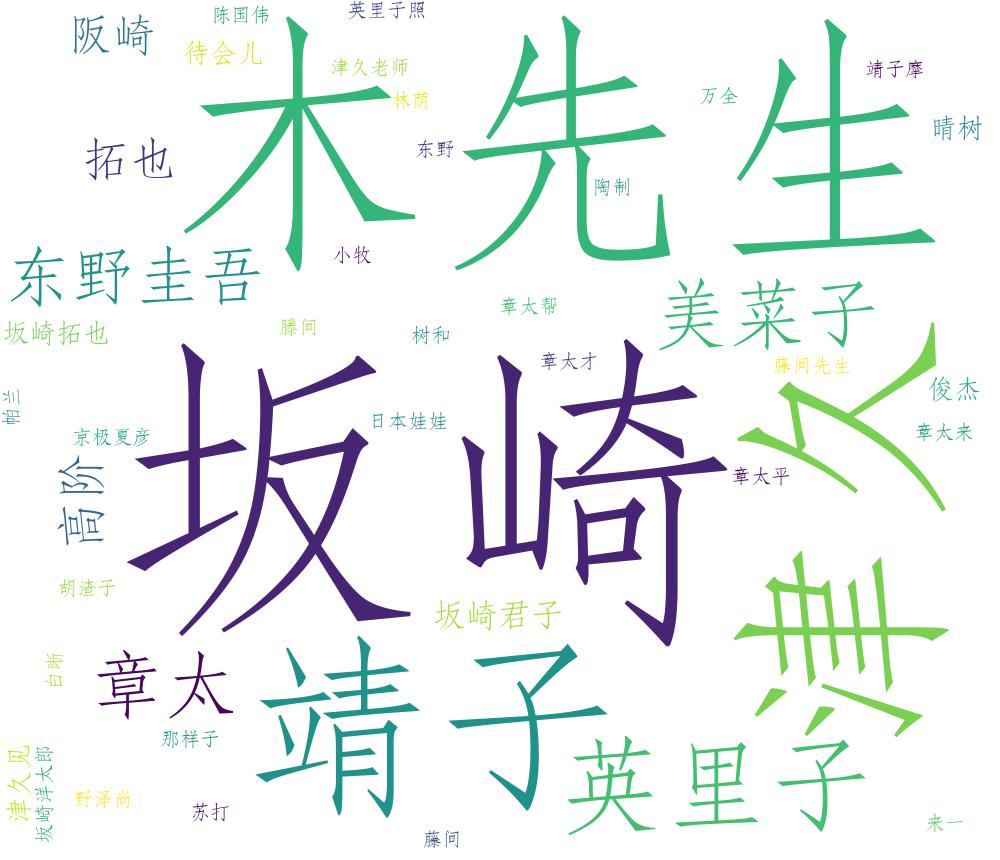 英里子照
陈国伟
阪崎
待会儿
津久老师
木先生
靖子摩
林荫
万全
晴树
拓也
东野
陶制
小牧
东野圭吾
美菜子
章太帮
坂崎拓也
滕间
树和
章太才
藤间先生
俊杰
帕兰
日本娃娃
章太来
京极夏彦
坂崎
章太平
高阶
津久
胡渣于
坂崎君子
白晰
章太
靖子
那样子
英里子
津久见
坂崎洋太郎
野泽尚
苏打
来一
藤间